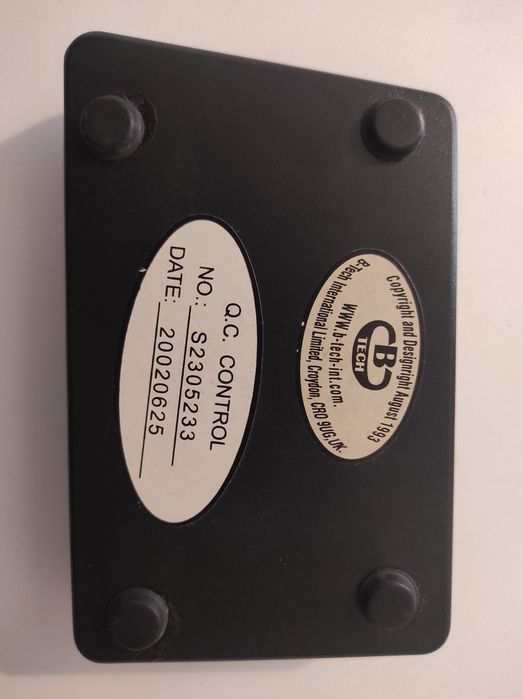 Copyright and Designright August 1993
B
TECH
WWW.b-tech-int.com.
B-Tech International Limited, Croydon, CRO 9UG,UK.
Q.C. CONTROL
NO.: S2305233
DATE: 20020625